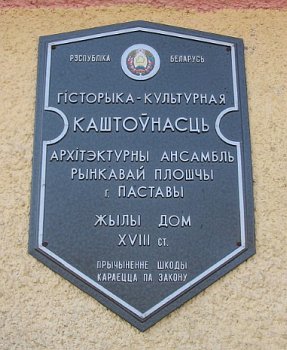 РЭСПУБЛІКА БЕЛАРУСЬ
ГІСТОРЫКА-КУЛЬТУРНАЯ
КАШТОЎНАСЦЬ
АРХІТЭКТУРНЫ АНСАМБЛЬ
РЫНКАВАЙ ПЛОШЧЫ
г. ПАСТАВЫ
ЖЫЛЫ ДОМ
XVIII ст.
ПРЫЧЫНЕННЕ ШКОДЫ
КАРАЕЦЦА ПА ЗАКОНУ